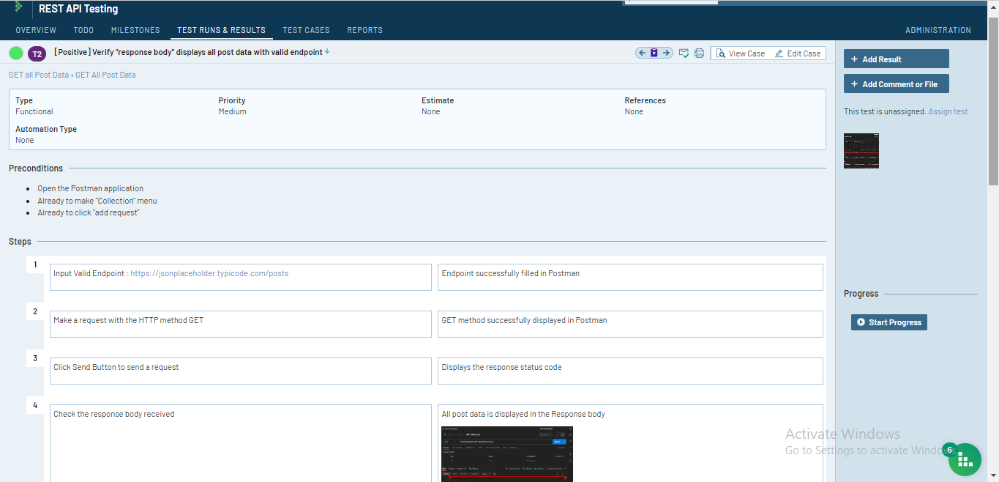 REST API Testing
OVERVIEW TODO MILESTONES TEST RUNS & RESULTS TEST CASES REPORTS ADMINISTRATION
T2 [Positive] Verify "response body" displays all post data with valid endpoint
View Case Edit Case
+ Add Result
GET all Post Data › GET All Post Data
+ Add Comment or File
Type Priority Estimate References
Functional Medium None None
This test is unassigned. Assign test
Automation Type
None
Preconditions
• Open the Postman application
• Already to make "Collection" menu
• Already to click "add request"
Steps
1
Input Valid Endpoint : https://jsonplaceholder.typicode.com/posts Endpoint successfully filled in Postman
Progress
2
Make a request with the HTTP method GET GET method successfully displayed in Postman
Start Progress
3
Click Send Button to send a request Displays the response status code
4
Check the response body received All post data is displayed in the Response body
Activate Windows
Go to Settings to activate Windows.
6